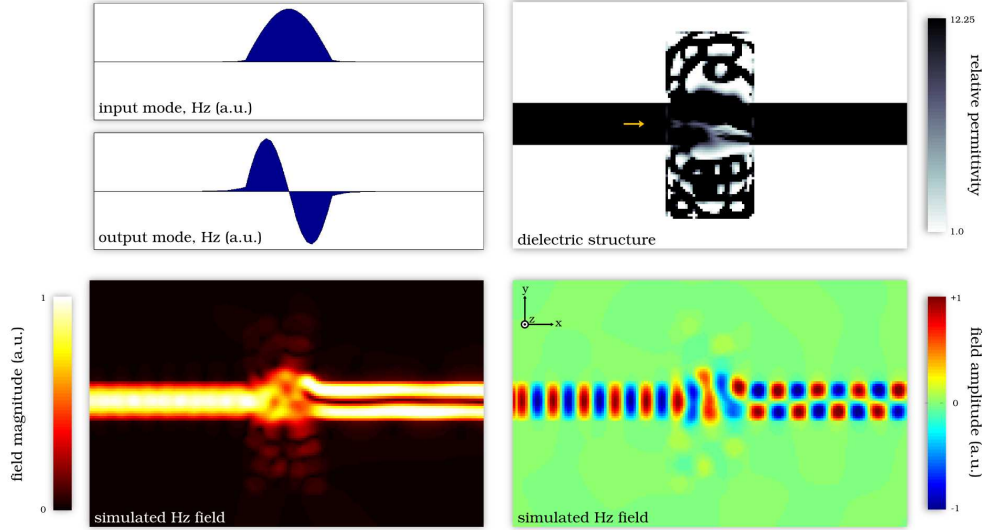 input mode, Hz (a.u.)
output mode, Hz (a.u.)
dielectric structure
12.25
relative permittivity
1.0
1
field magnitude (a.u.)
0
simulated Hz field
y
z
x
simulated Hz field
+1
field amplitude (a.u.)
0
-1